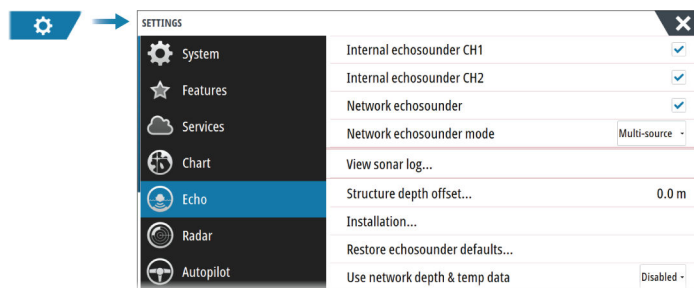 SETTINGS
System
Features
Services
Chart
Echo
Radar
Autopilot
Internal echosounder CH1
Internal echosounder CH2
Network echosounder
Network echosounder mode Multi-source
View sonar log...
Structure depth offset... 0.0 m
Installation...
Restore echosounder defaults...
Use network depth & temp data Disabled